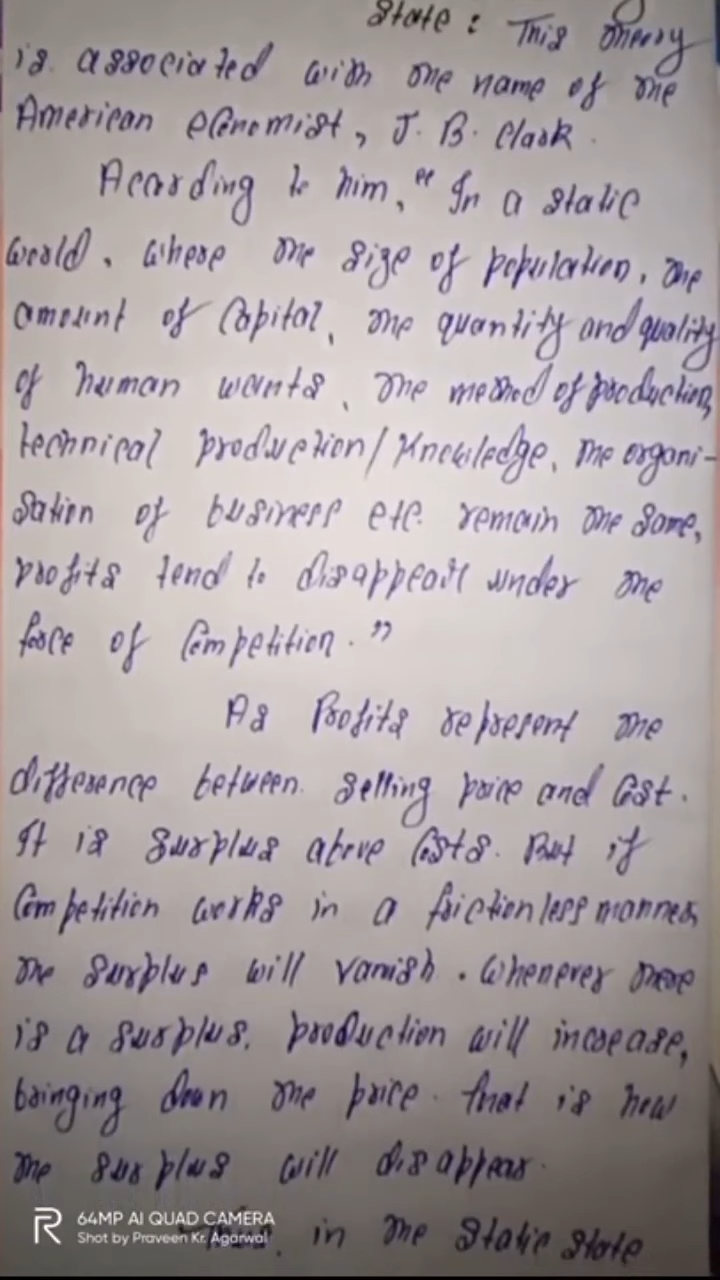 State : This theory
is associated with the name of the
American economist, J. B. Clark.
According to him, "In a static
world, where the size of population, the
amount of Capital, the quantity and quality
of human wants, the method of production,
technical production/Knowledge, the organi-
sation of business etc. remain the same,
profits tend to disappear under the
force of Competition."
As Profits represent the
difference between selling price and Cost.
It is surplus above Costs. But if
Competition works in a frictionless manner,
the surplus will vanish. Whenever there
is a surplus, production will increase,
bringing down the price. That is how
the surplus will disappear.
Thus, in the Static State
64MP AI QUAD CAMERA
Shot by Praveen Kr. Agarwal